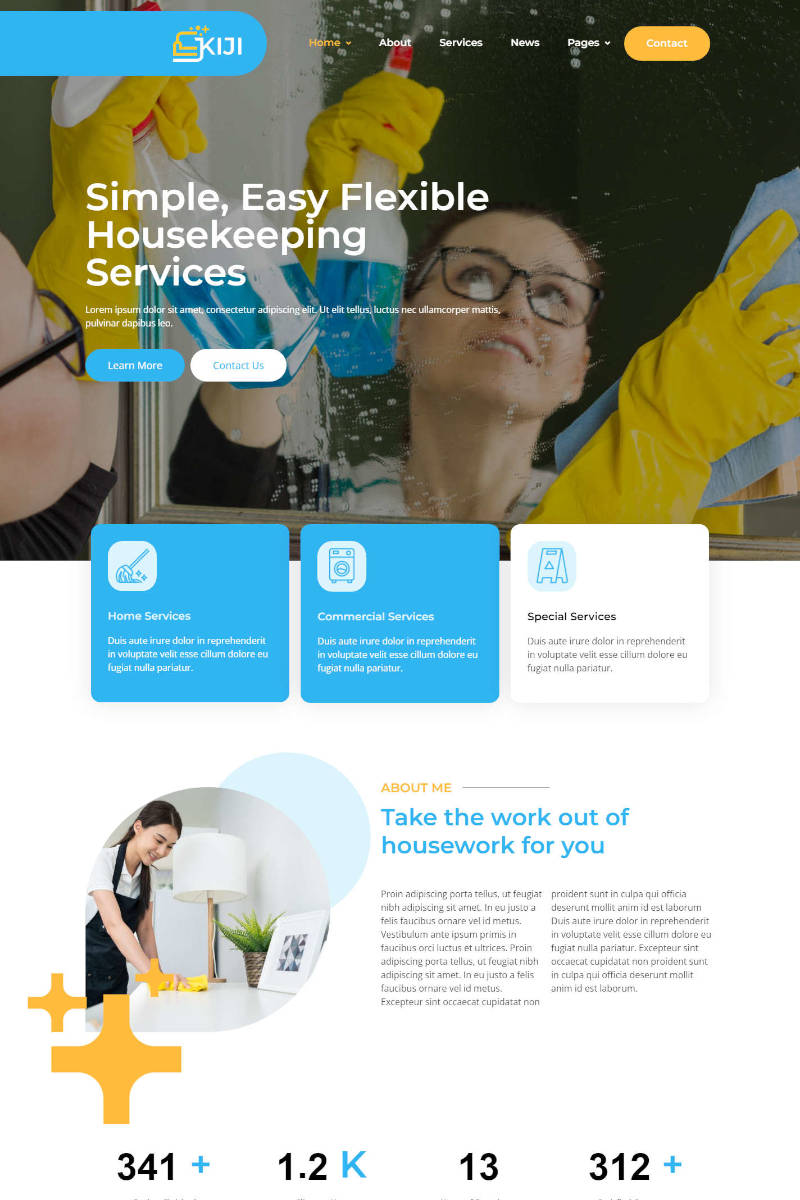 KIJI
Home
About
Services
News
Pages
Contact
Simple, Easy Flexible
Housekeeping
Services
Lorem ipsum dolor sit amet, consectetur adipiscing elit. Ut elit tellus, luctus nec ullamcorper mattis,
pulvinar dapibus leo.
Learn More
Contact Us
Home Services
Duis aute irure dolor in reprehenderit
in voluptate velit esse cillum dolore eu
fugiat nulla pariatur.
Commercial Services
Duis aute irure dolor in reprehenderit
in voluptate velit esse cillum dolore eu
fugiat nulla pariatur.
Special Services
Duis aute irure dolor in reprehenderit
in voluptate velit esse cillum dolore eu
fugiat nulla pariatur.
ABOUT ME
Take the work out of
housework for you
Proin adipiscing porta tellus, ut feugiat
nibh adipiscing sit amet. In eu justo a
felis faucibus ornare vel id metus.
Vestibulum ante ipsum primis in
faucibus orci luctus et ultrices. Proin
adipiscing porta tellus, ut feugiat nibh
adipiscing sit amet. In eu justo a felis
faucibus ornare vel id metus.
Excepteur sint occaecat cupidatat non
proident sunt in culpa qui officia
deserunt mollit anim id est laborum
Duis aute irure dolor in reprehenderit
in voluptate velit esse cillum dolore eu
fugiat nulla pariatur. Excepteur sint
occaecat cupidatat non proident sunt
in culpa qui officia deserunt mollit
anim id est laborum.
341 +
1.2 K
13
312 +